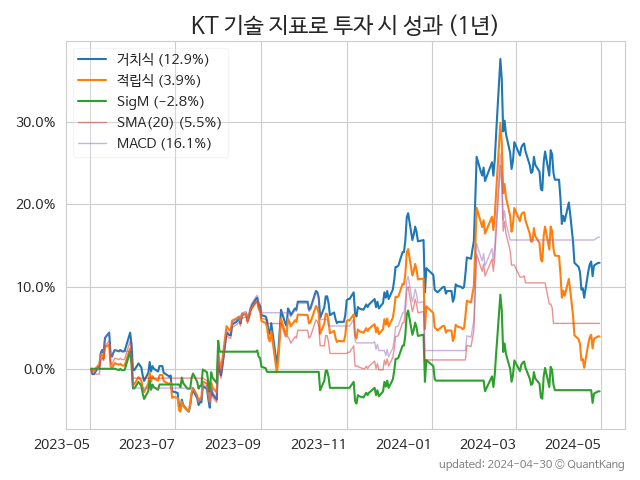 KT 기술 지표로 투자 시 성과 (1년)
거치식 (12.9%)
적립식 (3.9%)
SigM (−2.8%)
SMA(20) (5.5%)
MACD (16.1%)
30.0%
20.0%
10.0%
0.0%
2023-05 2023-07 2023-09 2023-11 2024-01 2024-03 2024-05
updated: 2024-04-30 © QuantKang